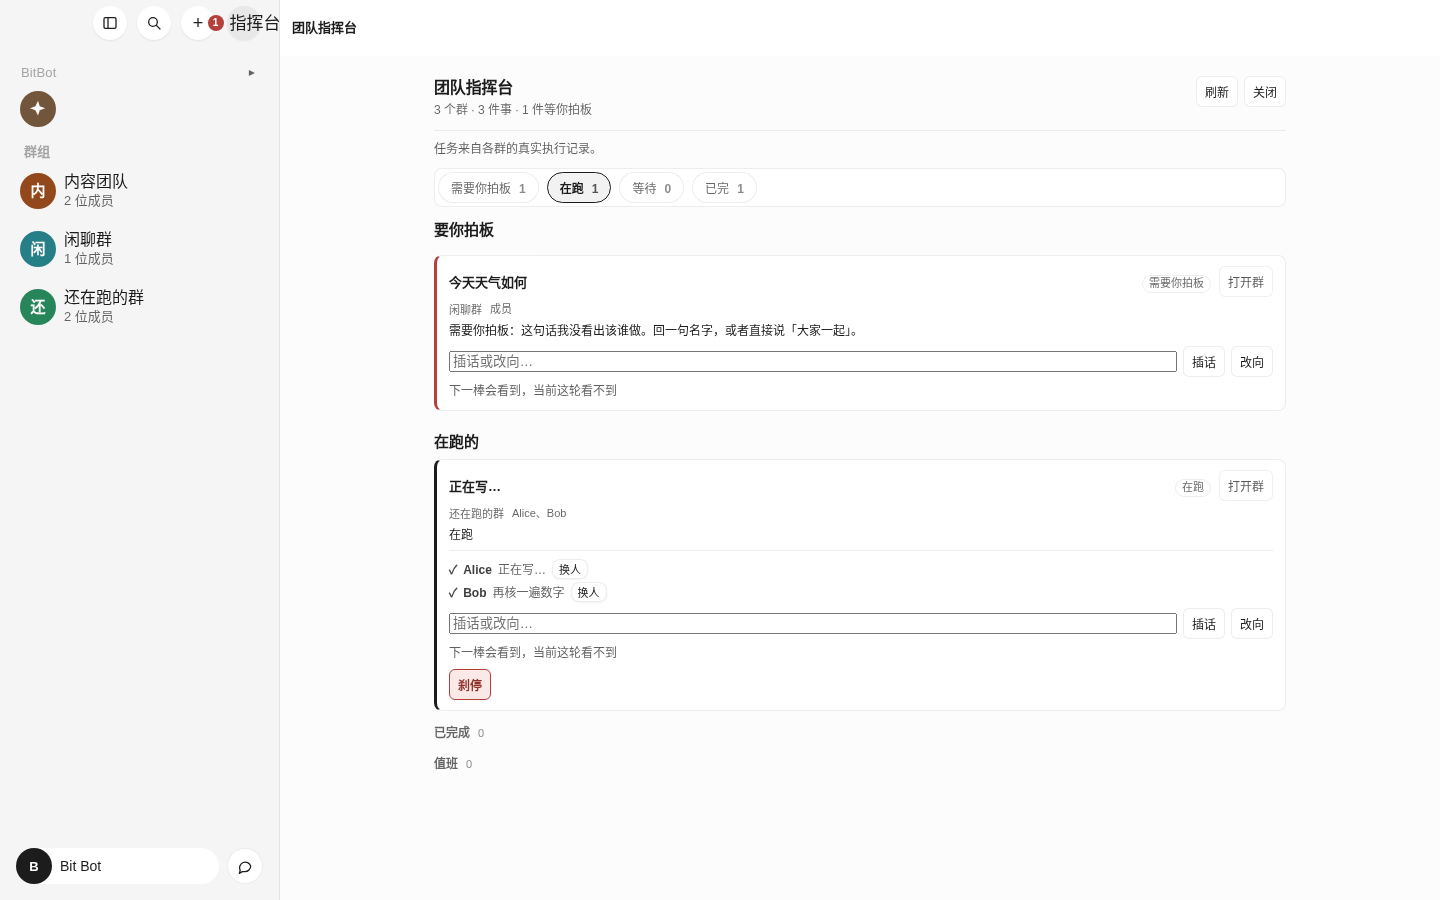 + 1 指挥台
团队指挥台
BitBot
群组
内 内容团队
2 位成员
闲 闲聊群
1 位成员
还 还在跑的群
2 位成员
B Bit Bot
团队指挥台
3 个群 · 3 件事 · 1 件等你拍板
刷新 关闭
任务来自各群的真实执行记录。
需要你拍板 1 在跑 1 等待 0 已完 1
要你拍板
今天天气如何 需要你拍板 打开群
闲聊群 成员
需要你拍板：这句话我没看出该谁做。回一句名字，或者直接说「大家一起」。
插话或改向… 插话 改向
下一棒会看到，当前这轮看不到
在跑的
正在写… 在跑 打开群
还在跑的群 Alice、Bob
在跑
✓ Alice 正在写… 换人
✓ Bob 再核一遍数字 换人
插话或改向… 插话 改向
下一棒会看到，当前这轮看不到
刹停
已完成 0
值班 0